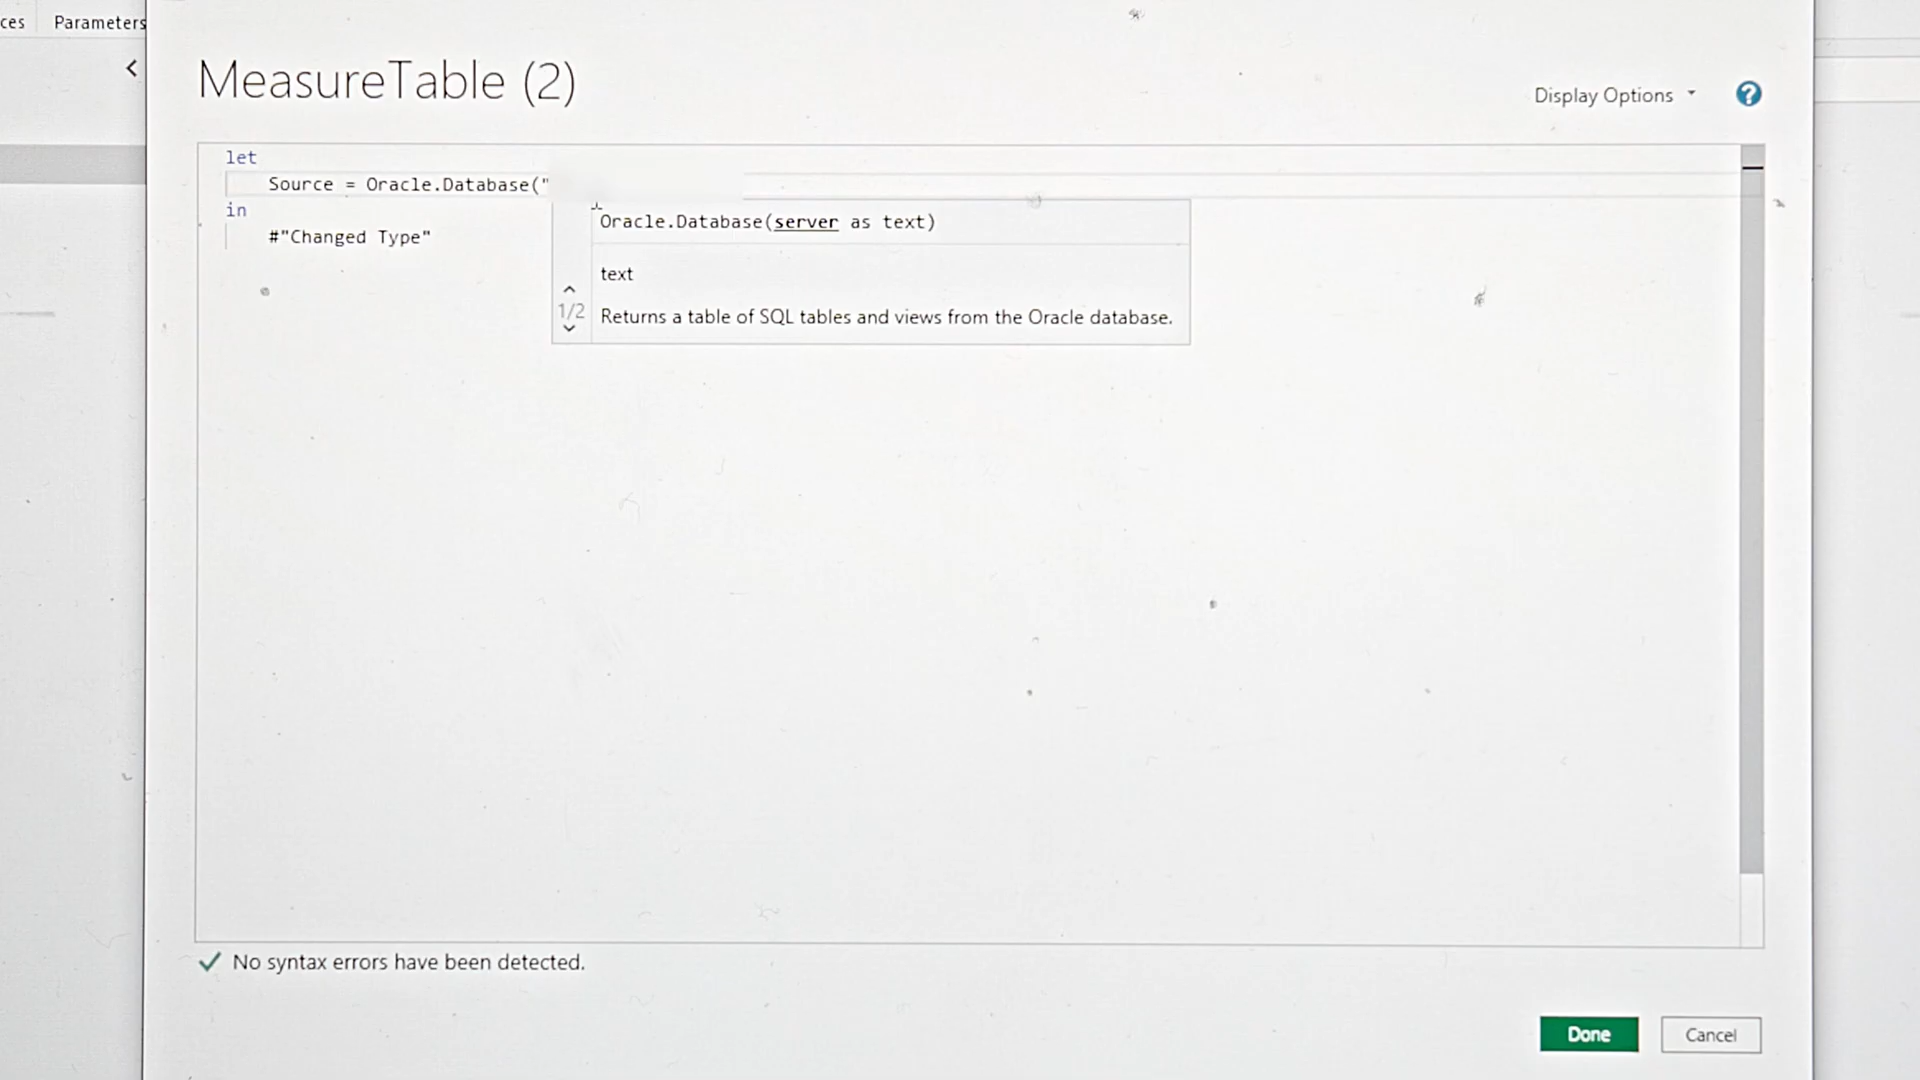 ces Parameters
MeasureTable (2)
Display Options
?
let
Source = Oracle.Database("
in
#"Changed Type"
Oracle.Database(server as text)
text
1/2
Returns a table of SQL tables and views from the Oracle database.
No syntax errors have been detected.
Done
Cancel